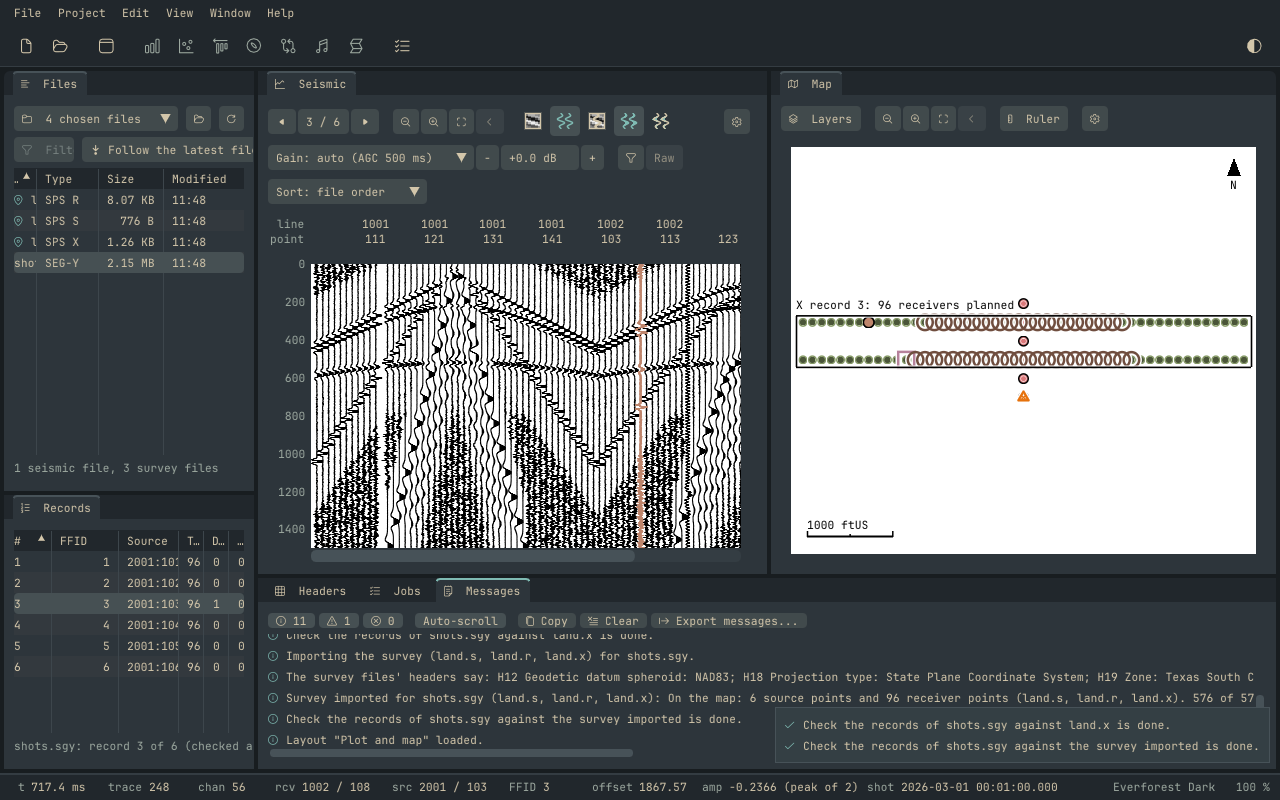 File Project Edit View Window Help
Files
4 chosen files
Filt Follow the latest file
.. Type Size Modified
SPS R 8.07 KB 11:48
SPS S 776 B 11:48
SPS X 1.26 KB 11:48
shot SEG-Y 2.15 MB 11:48
1 seismic file, 3 survey files
Records
# FFID Source T… D… …
1 1 2001:101 96 0 0
2 2 2001:102 96 0 0
3 3 2001:103 96 1 0
4 4 2001:104 96 0 0
5 5 2001:105 96 0 0
6 6 2001:106 96 0 0
shots.sgy: record 3 of 6 (checked a
Seismic
3 / 6
Gain: auto (AGC 500 ms) - +0.0 dB + Raw
Sort: file order
line 1001 1001 1001 1001 1002 1002
point 111 121 131 141 103 113 123
0
200
400
600
800
1000
1200
1400
Map
Layers Ruler
N
X record 3: 96 receivers planned
1000 ftUS
Headers Jobs Messages
11 1 0 Auto-scroll Copy Clear Export messages...
Check the records of shots.sgy against land.x is done.
Importing the survey (land.s, land.r, land.x) for shots.sgy.
The survey files' headers say: H12 Geodetic datum spheroid: NAD83; H18 Projection type: State Plane Coordinate System; H19 Zone: Texas South C
Survey imported for shots.sgy (land.s, land.r, land.x): On the map: 6 source points and 96 receiver points (land.s, land.r, land.x). 576 of 57
Check the records of shots.sgy against the survey imported is done.
Layout "Plot and map" loaded.
Check the records of shots.sgy against land.x is done.
Check the records of shots.sgy against the survey imported is done.
t 717.4 ms trace 248 chan 56 rcv 1002 / 108 src 2001 / 103 FFID 3 offset 1867.57 amp -0.2366 (peak of 2) shot 2026-03-01 00:01:00.000 Everforest Dark 100 %